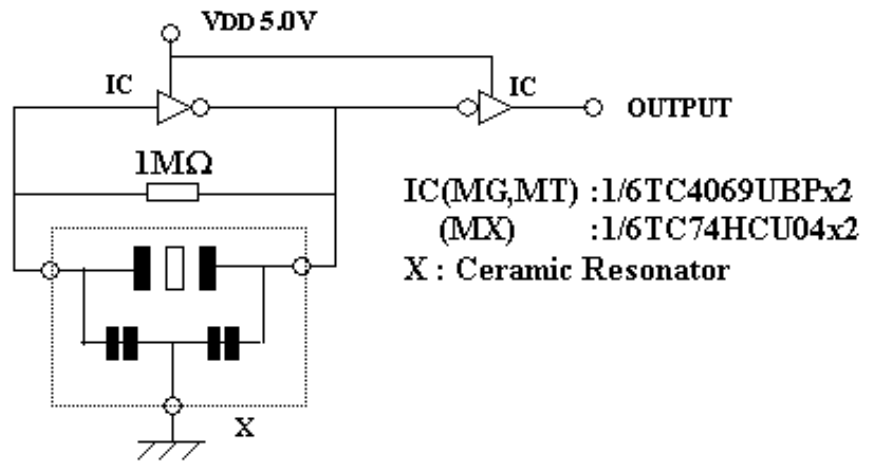 VDD 5.0V
IC
IC
OUTPUT
1MΩ
IC(MG,MT) :1/6TC4069UBPx2
(MX) :1/6TC74HCU04x2
X : Ceramic Resonator
X